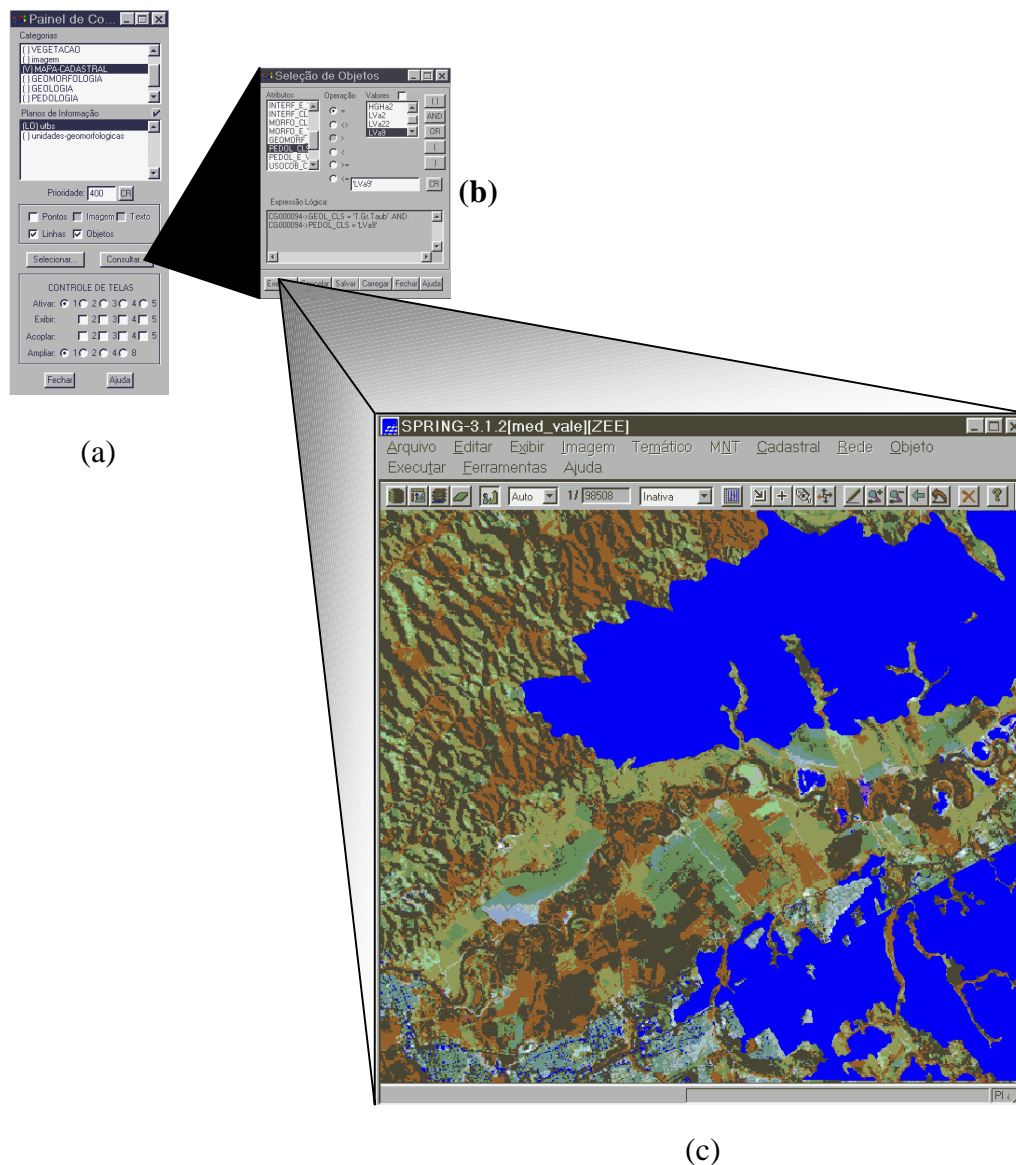 Painel de Co...
Categorias
( ) VEGETACAO
( ) imagem
(V) MAPA-CADASTRAL
( ) GEOMORFOLOGIA
( ) GEOLOGIA
( ) PEDOLOGIA
Planos de Informação
(LO) utbs
( ) unidades-geomorfologicas
Prioridade: 400 CR
Pontos Imagem Texto
Linhas Objetos
Selecionar... Consultar...
CONTROLE DE TELAS
Ativar: 1 2 3 4 5
Exibir: 2 3 4 5
Acoplar: 2 3 4 5
Ampliar: 1 2 4 8
Fechar Ajuda
(a)
Seleção de Objetos
Atributos Operação Valores
INTERF_E_
INTERF_CL
MORFO_CL
MORFO_E_
GEOMORF
PEDOL_CLS
PEDOL_E_V
USOCOB_C
=
<>
>
<
>=
<=
HGHa2
LVa2
LVa22
LVa9
( )
AND
OR
(
)
'LVa9' CR
Expressão Lógica:
CG000094->GEOL_CLS = 'T.Gr.Taub' .AND.
CG000094->PEDOL_CLS = 'LVa9'
Salvar Carregar Fechar Ajuda
(b)
SPRING-3.1.2[med_vale][ZEE]
Arquivo Editar Exibir Imagem Temático MNT Cadastral Rede Objeto
Executar Ferramentas Ajuda
Auto 1/ 98508 Inativa
(c)